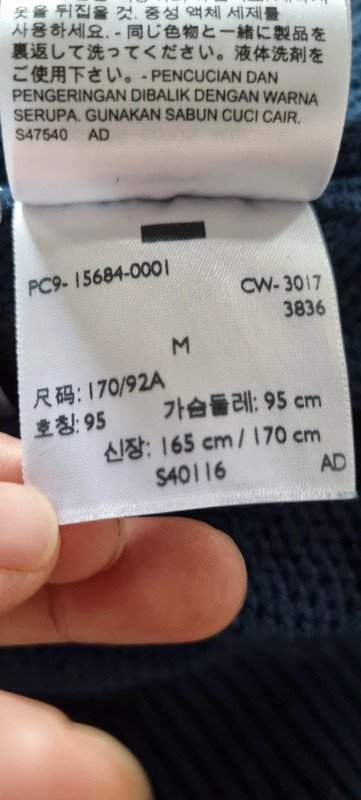 옷을 뒤집을 것. 중성 액체 세제를
사용하세요. - 同じ色物と一緒に製品を
裏返して洗ってください。液体洗剤を
ご使用下さい。- PENCUCIAN DAN
PENGERINGAN DIBALIK DENGAN WARNA
SERUPA. GUNAKAN SABUN CUCI CAIR.
S47540 AD
PC9-15684-0001
CW-3017
3836
M
尺码: 170/92A
호칭: 95
가슴둘레: 95 cm
신장: 165 cm / 170 cm
S40116
AD